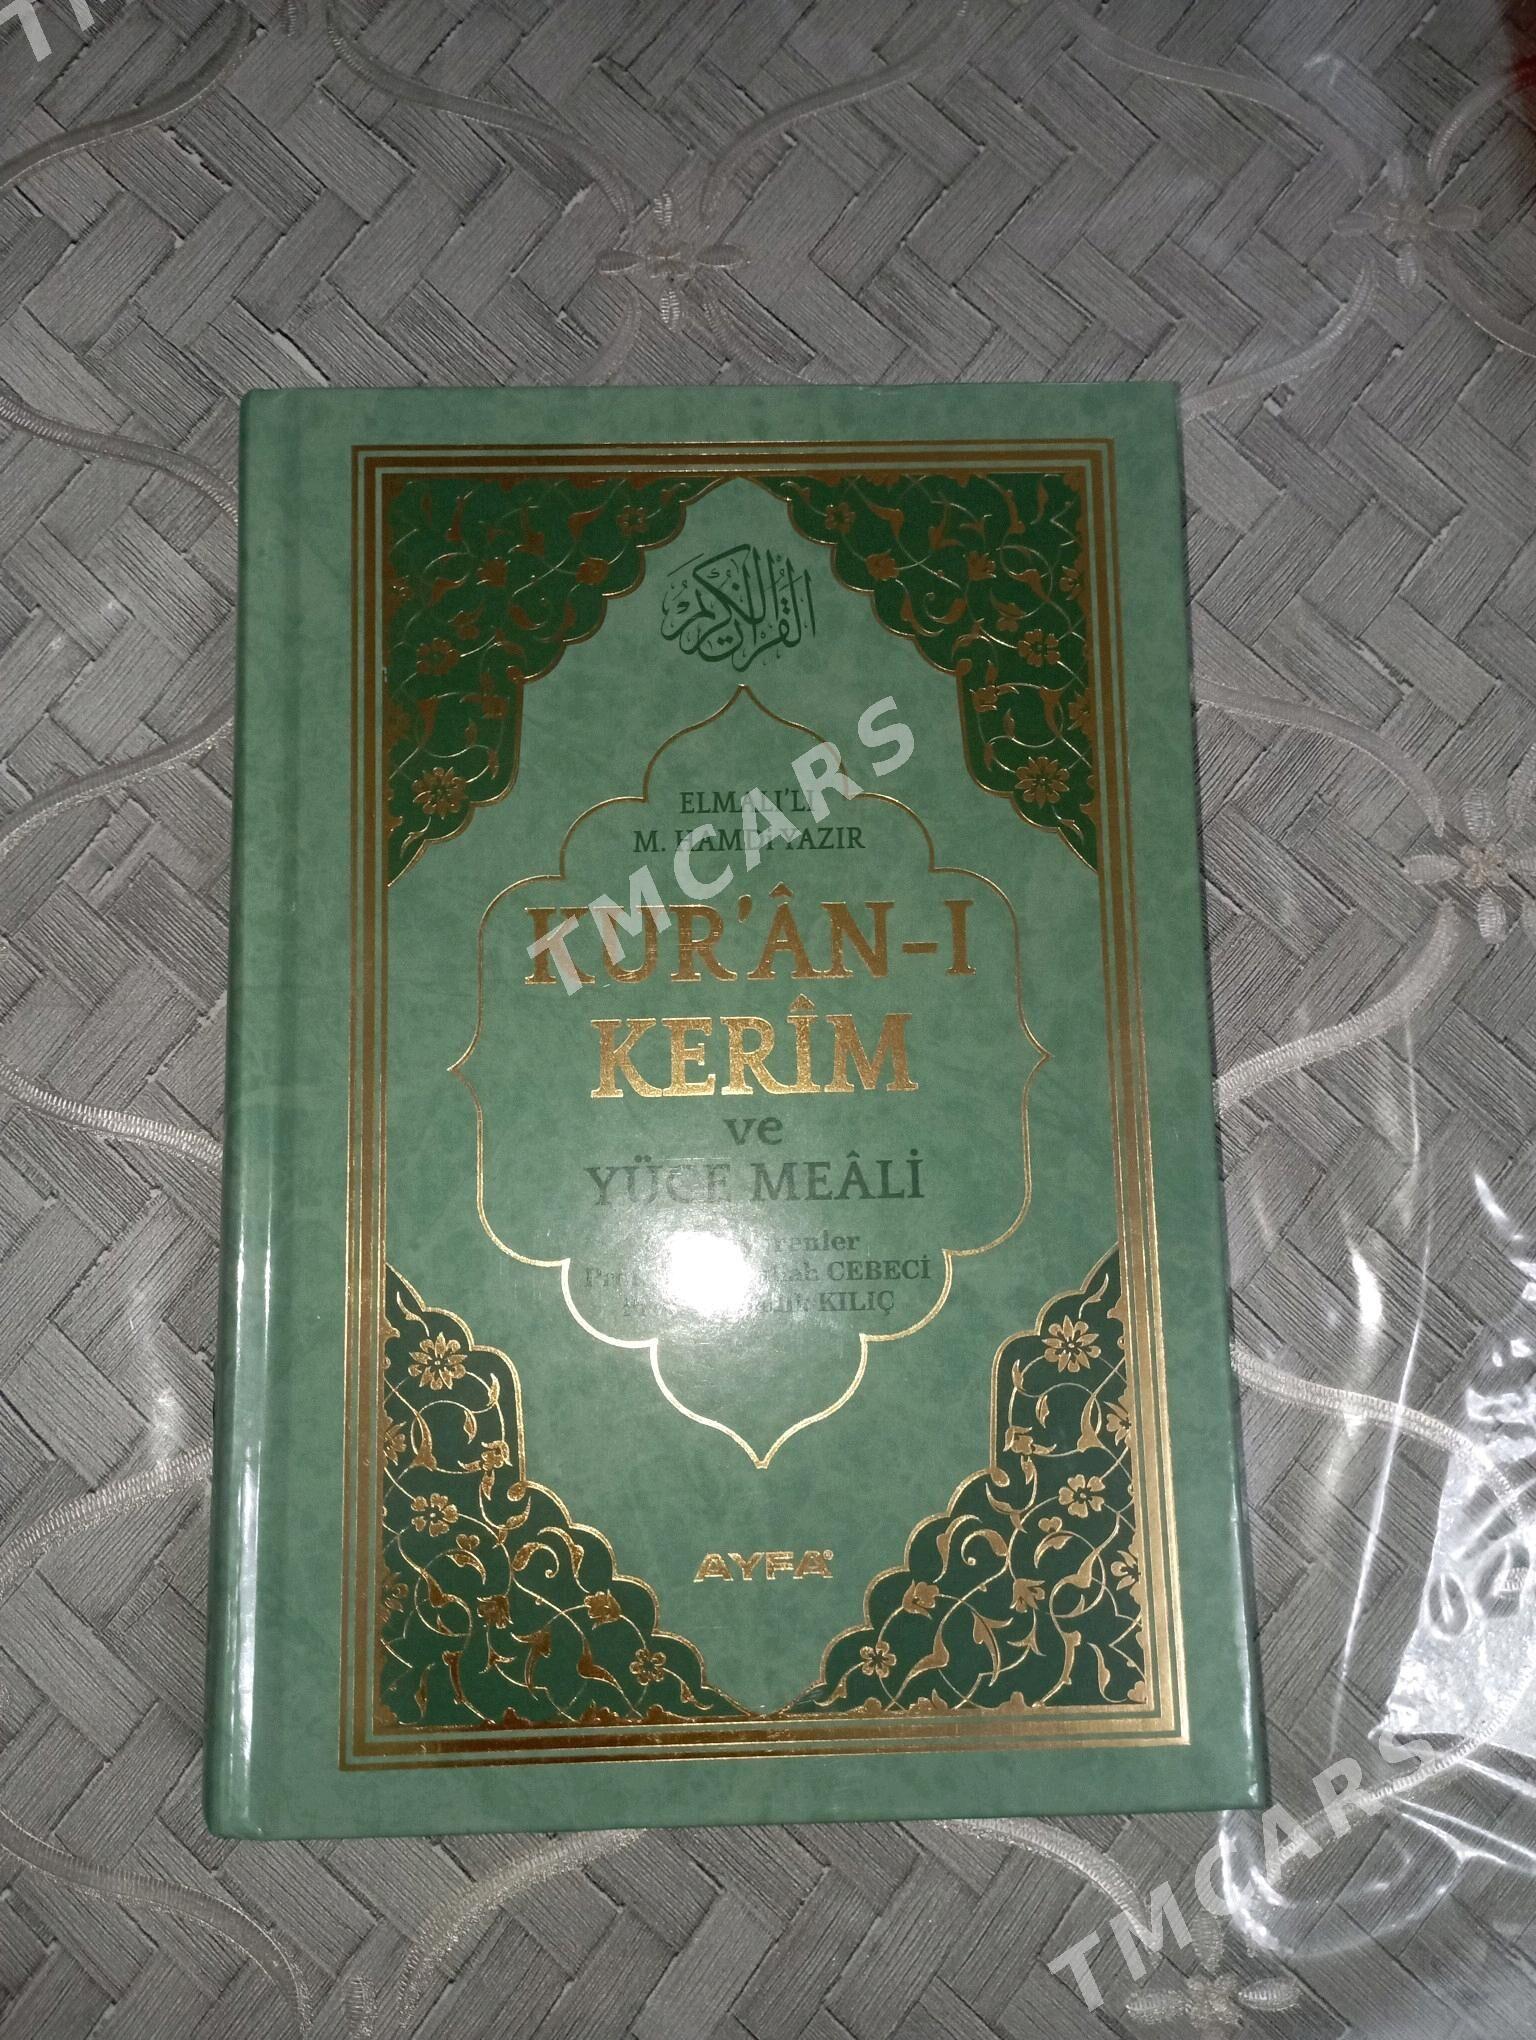 القرآن الكريم
ELMALI'LI
M. HAMDİ YAZIR
KUR'ÂN-I
KERÎM
ve
YÜCE MEÂLİ
CEBECİ
KILIÇ
AYFA®
TMCARS
TMCARS